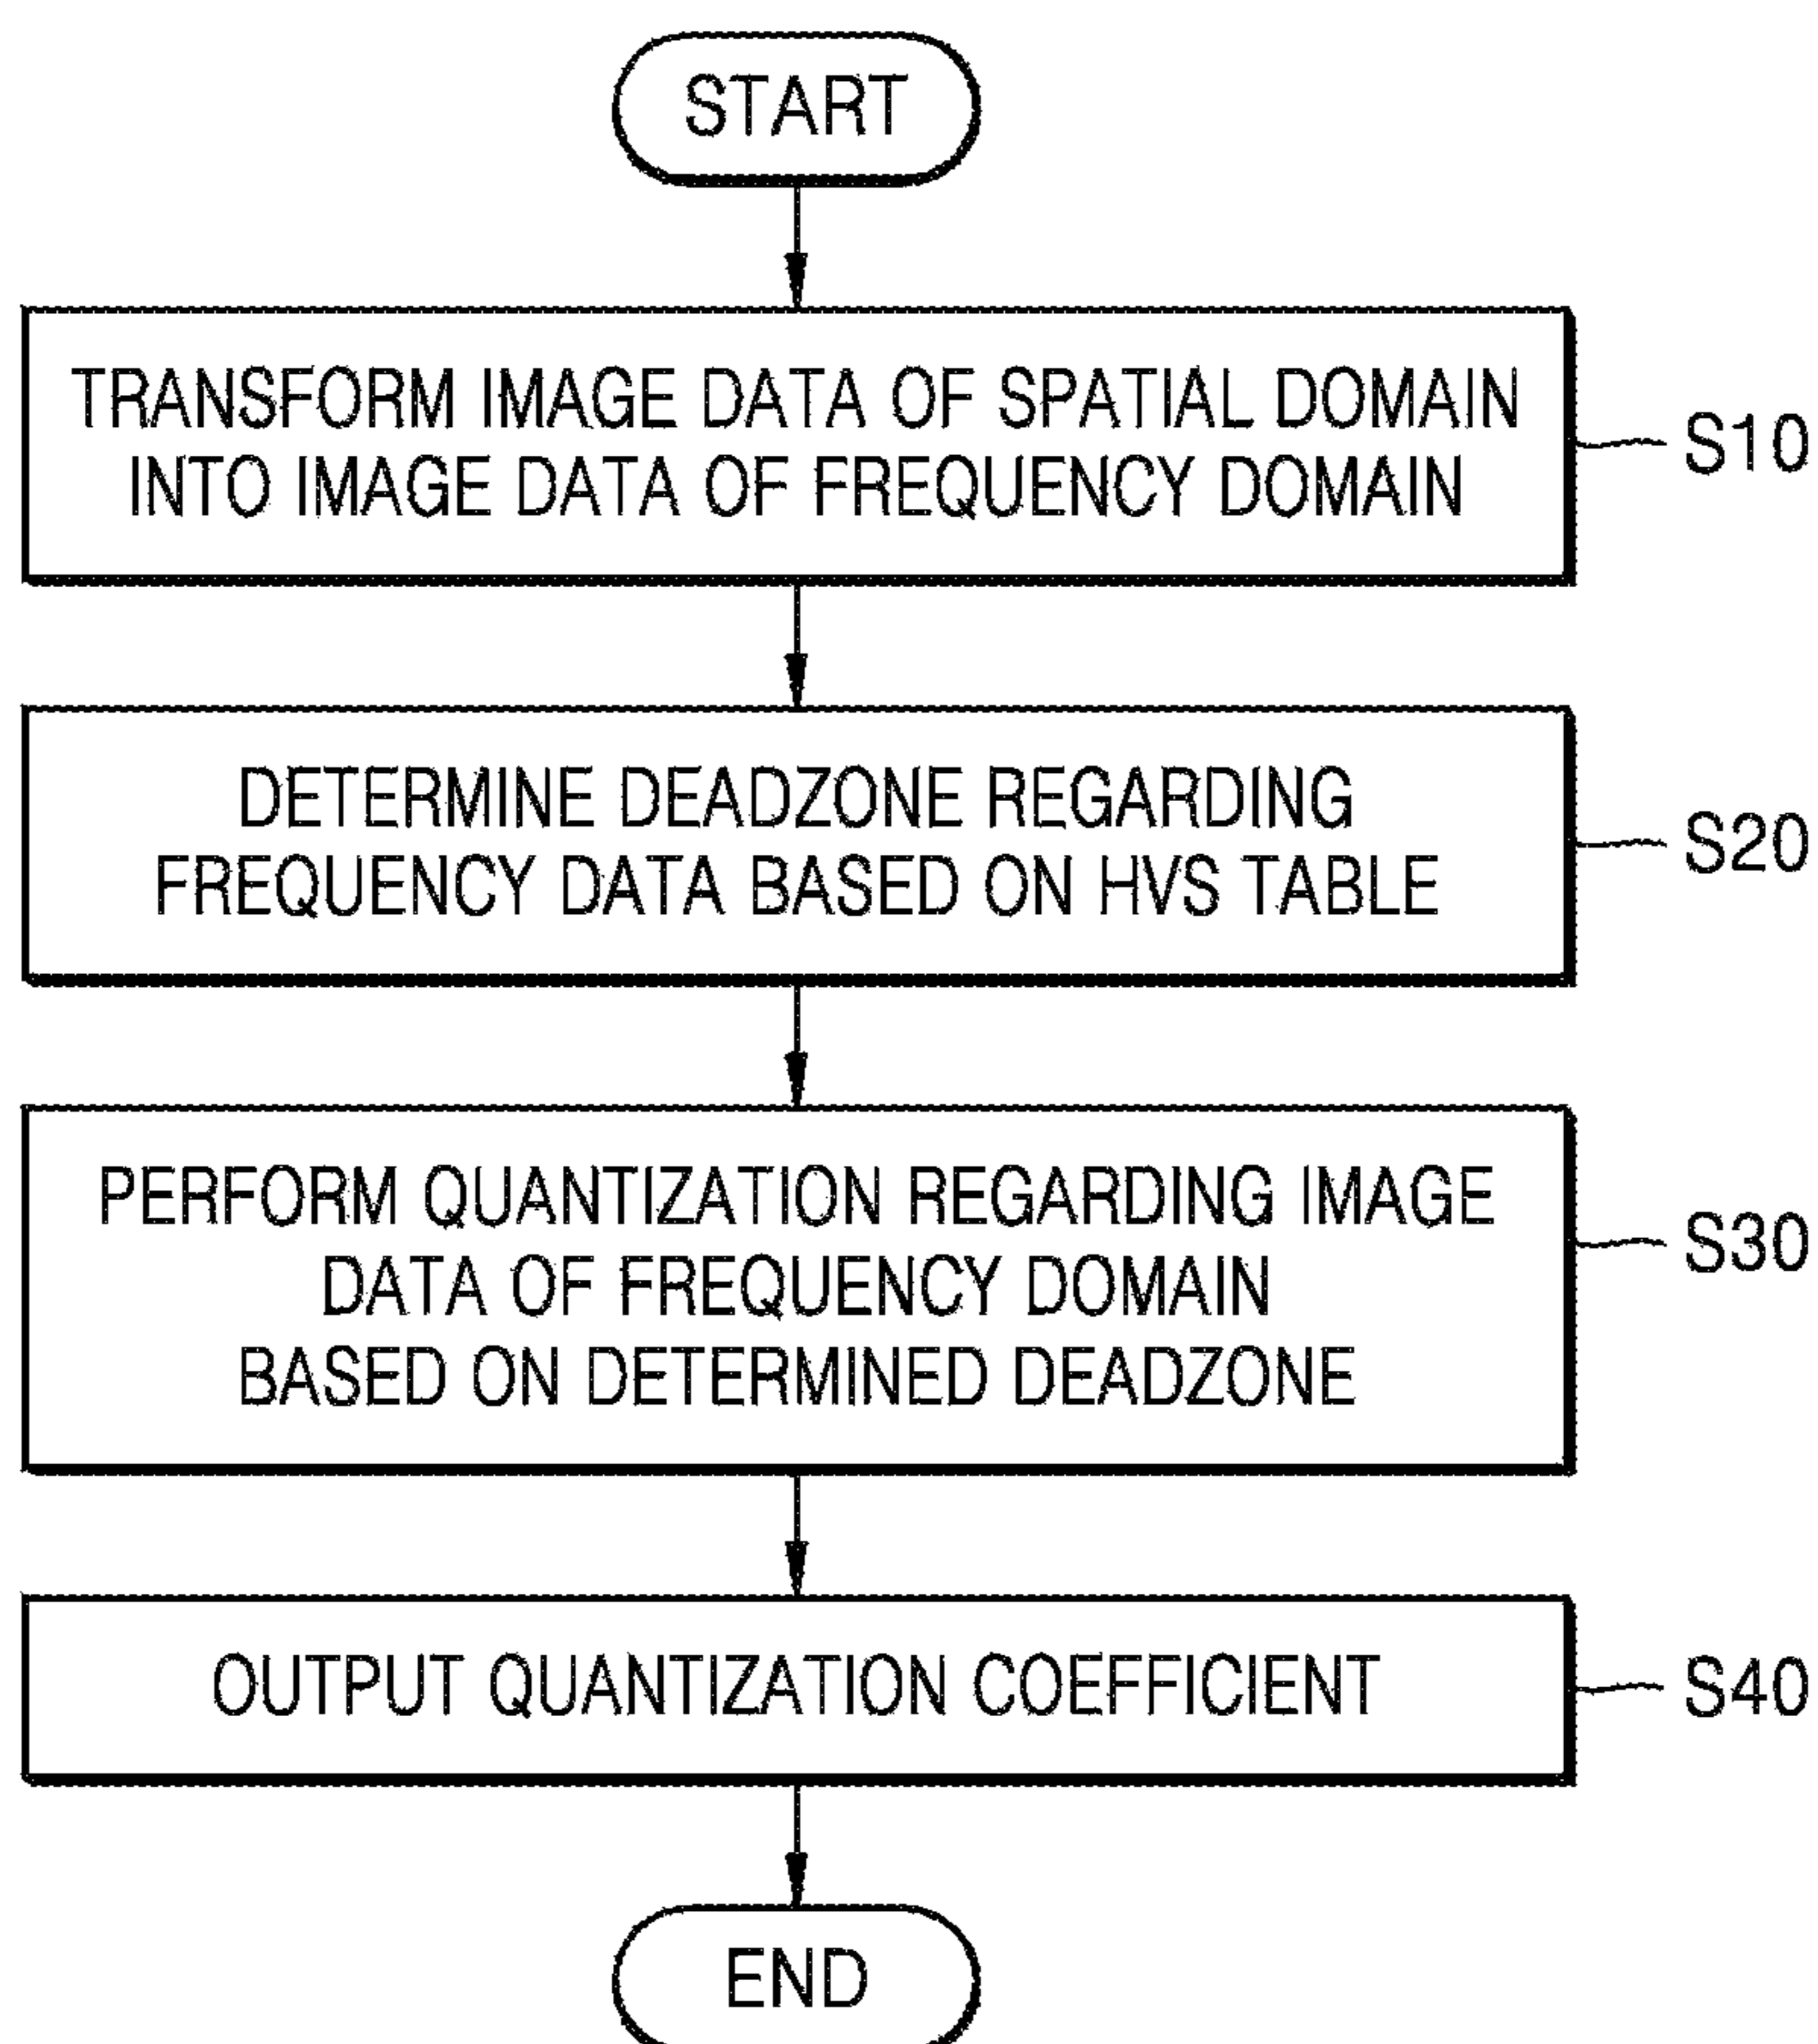 START
TRANSFORM IMAGE DATA OF SPATIAL DOMAIN
INTO IMAGE DATA OF FREQUENCY DOMAIN
S10
DETERMINE DEADZONE REGARDING
FREQUENCY DATA BASED ON HVS TABLE
S20
PERFORM QUANTIZATION REGARDING IMAGE
DATA OF FREQUENCY DOMAIN
BASED ON DETERMINED DEADZONE
S30
OUTPUT QUANTIZATION COEFFICIENT
S40
END